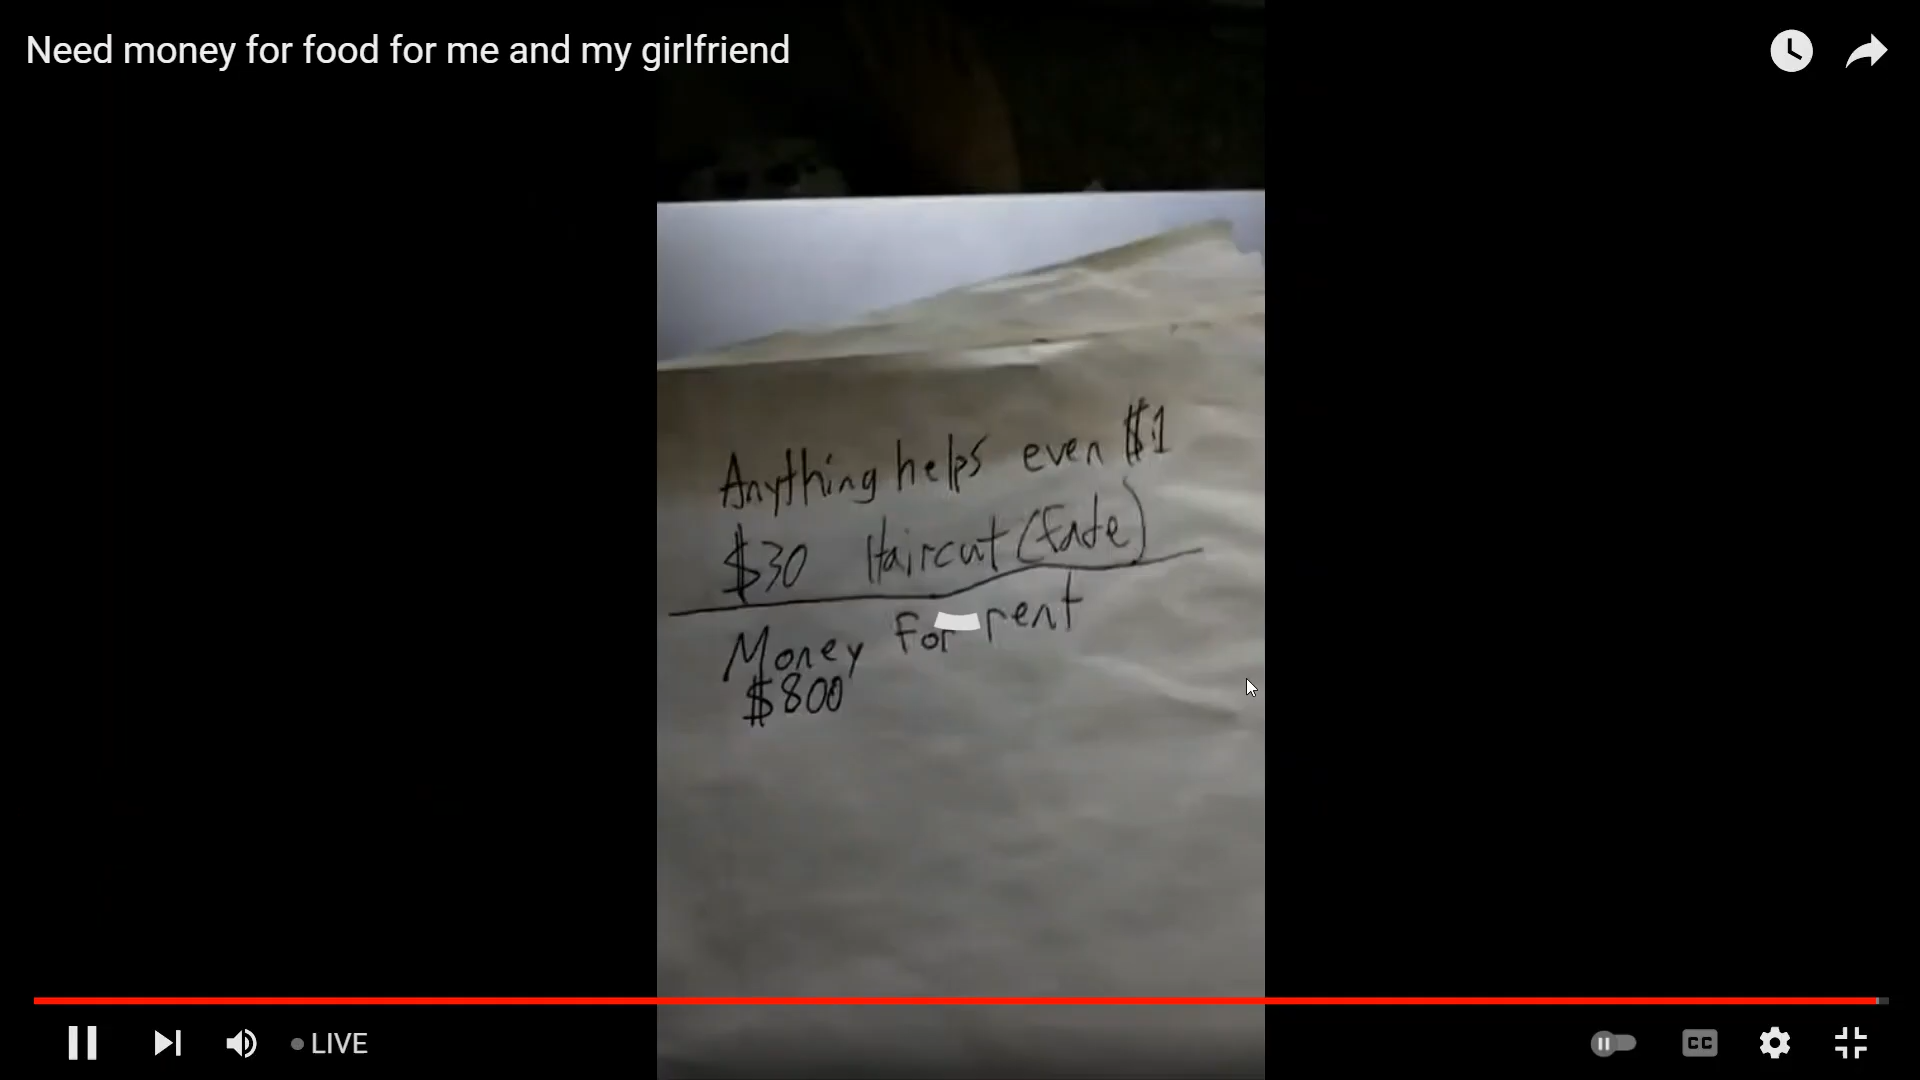 Need money for food for me and my girlfriend
Anything helps even $1
$30 Haircut (Fade)
Money For rent
$800
LIVE
CC